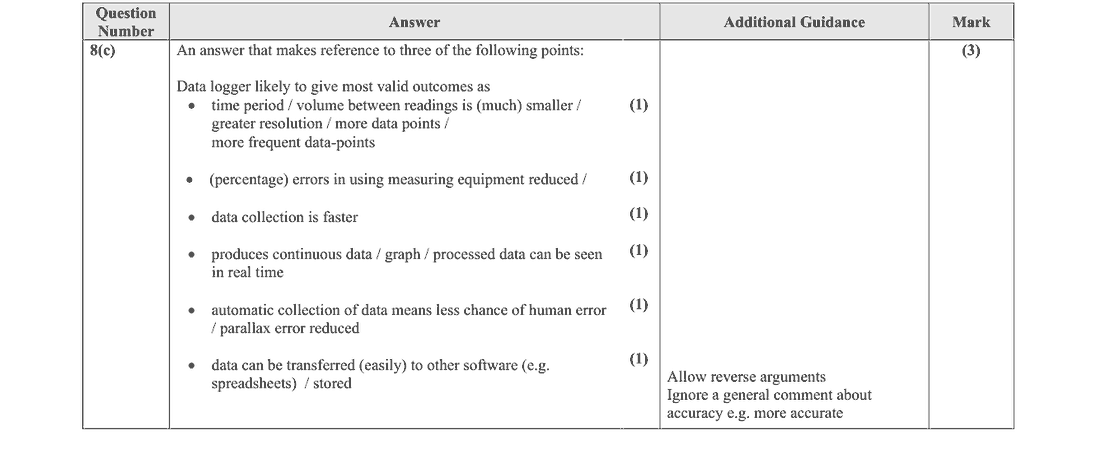 Question
Number
Answer
Additional Guidance
Mark
8(c)
An answer that makes reference to three of the following points:
(3)
Data logger likely to give most valid outcomes as
• time period / volume between readings is (much) smaller / (1)
greater resolution / more data points /
more frequent data-points
• (percentage) errors in using measuring equipment reduced / (1)
• data collection is faster (1)
• produces continuous data / graph / processed data can be seen (1)
in real time
• automatic collection of data means less chance of human error (1)
/ parallax error reduced
• data can be transferred (easily) to other software (e.g. (1)
spreadsheets) / stored
Allow reverse arguments
Ignore a general comment about
accuracy e.g. more accurate